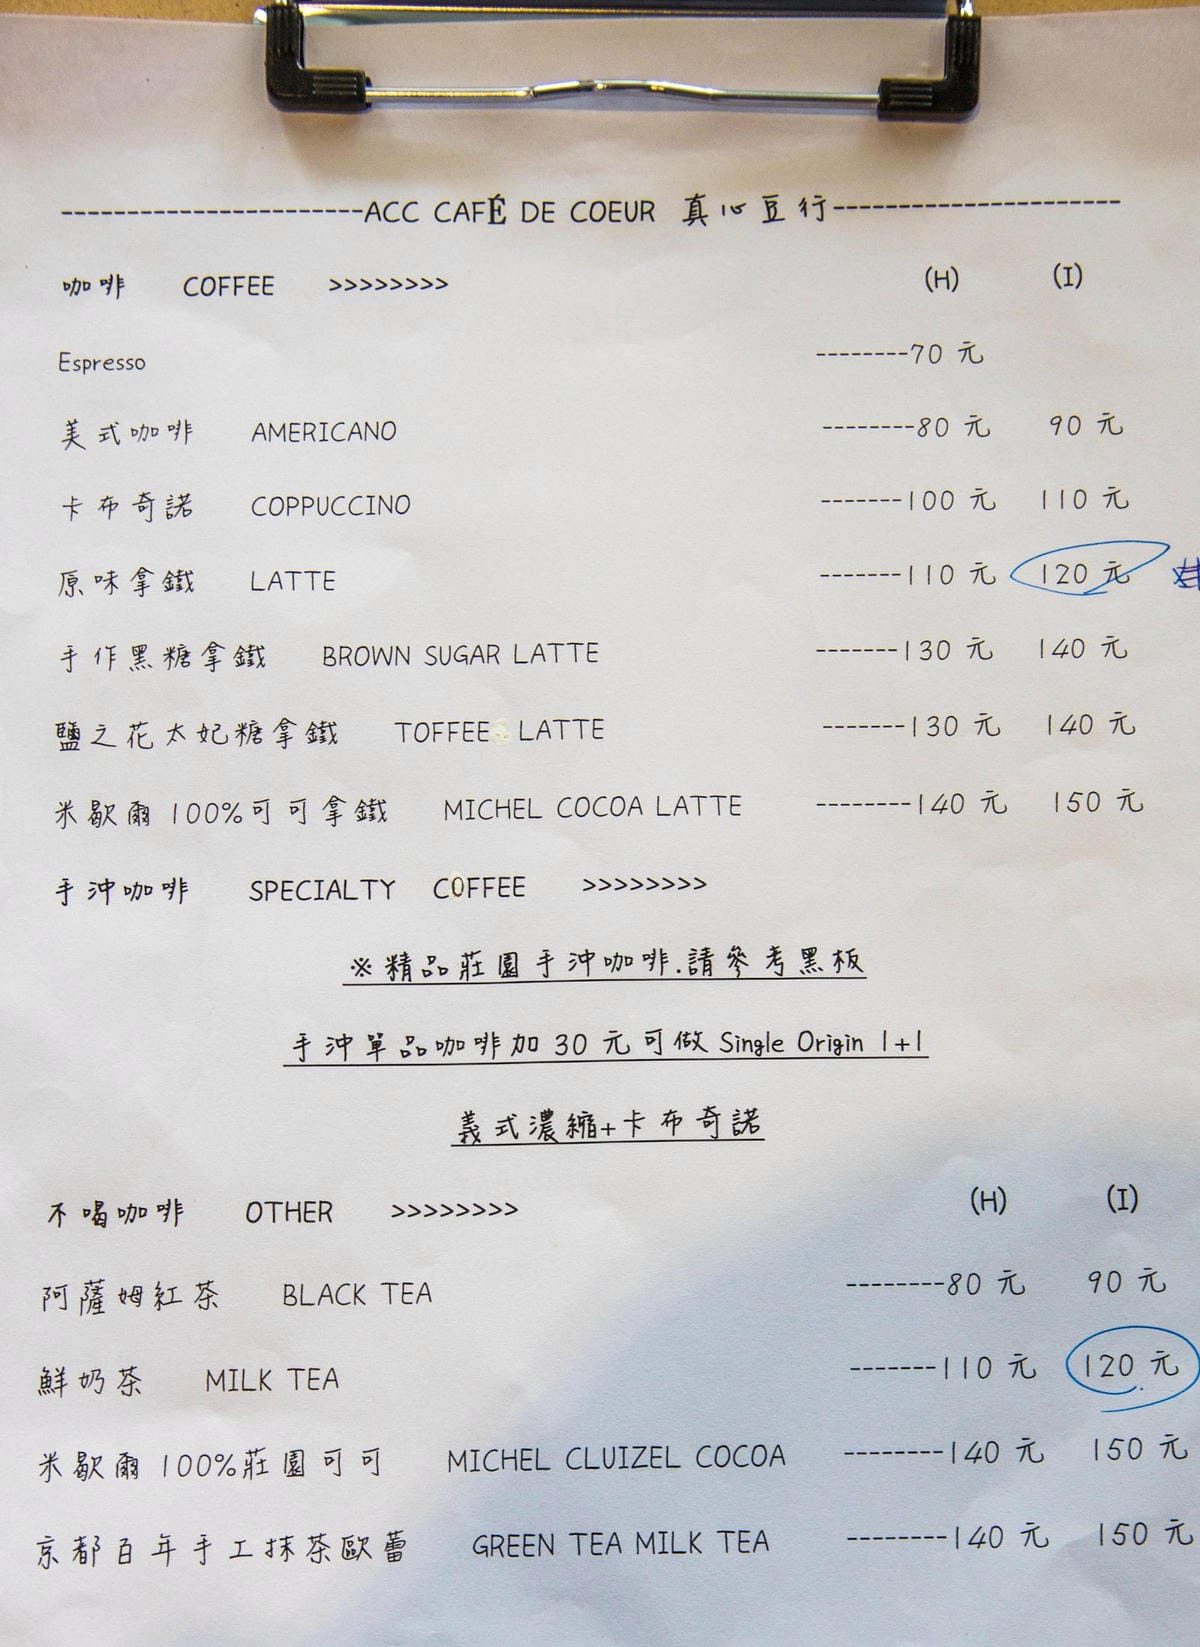 ----------------------ACC CAFÉ DE COEUR 真心豆行---------------------
咖啡 COFFEE >>>>>>>> (H) (I)
Espresso --------70 元
美式咖啡 AMERICANO --------80 元 90 元
卡布奇諾 COPPUCCINO -------100 元 110 元
原味拿鐵 LATTE -------110 元 120 元
手作黑糖拿鐵 BROWN SUGAR LATTE -------130 元 140 元
鹽之花太妃糖拿鐵 TOFFEE LATTE -------130 元 140 元
米歇爾 100%可可拿鐵 MICHEL COCOA LATTE --------140 元 150 元
手沖咖啡 SPECIALTY COFFEE >>>>>>>>
※精品莊園手沖咖啡.請參考黑板
手沖單品咖啡加 30 元可做 Single Origin 1+1
義式濃縮+卡布奇諾
不喝咖啡 OTHER >>>>>>>> (H) (I)
阿薩姆紅茶 BLACK TEA --------80 元 90 元
鮮奶茶 MILK TEA -------110 元 120 元
米歇爾 100%莊園可可 MICHEL CLUIZEL COCOA --------140 元 150 元
京都百年手工抹茶歐蕾 GREEN TEA MILK TEA --------140 元 150 元